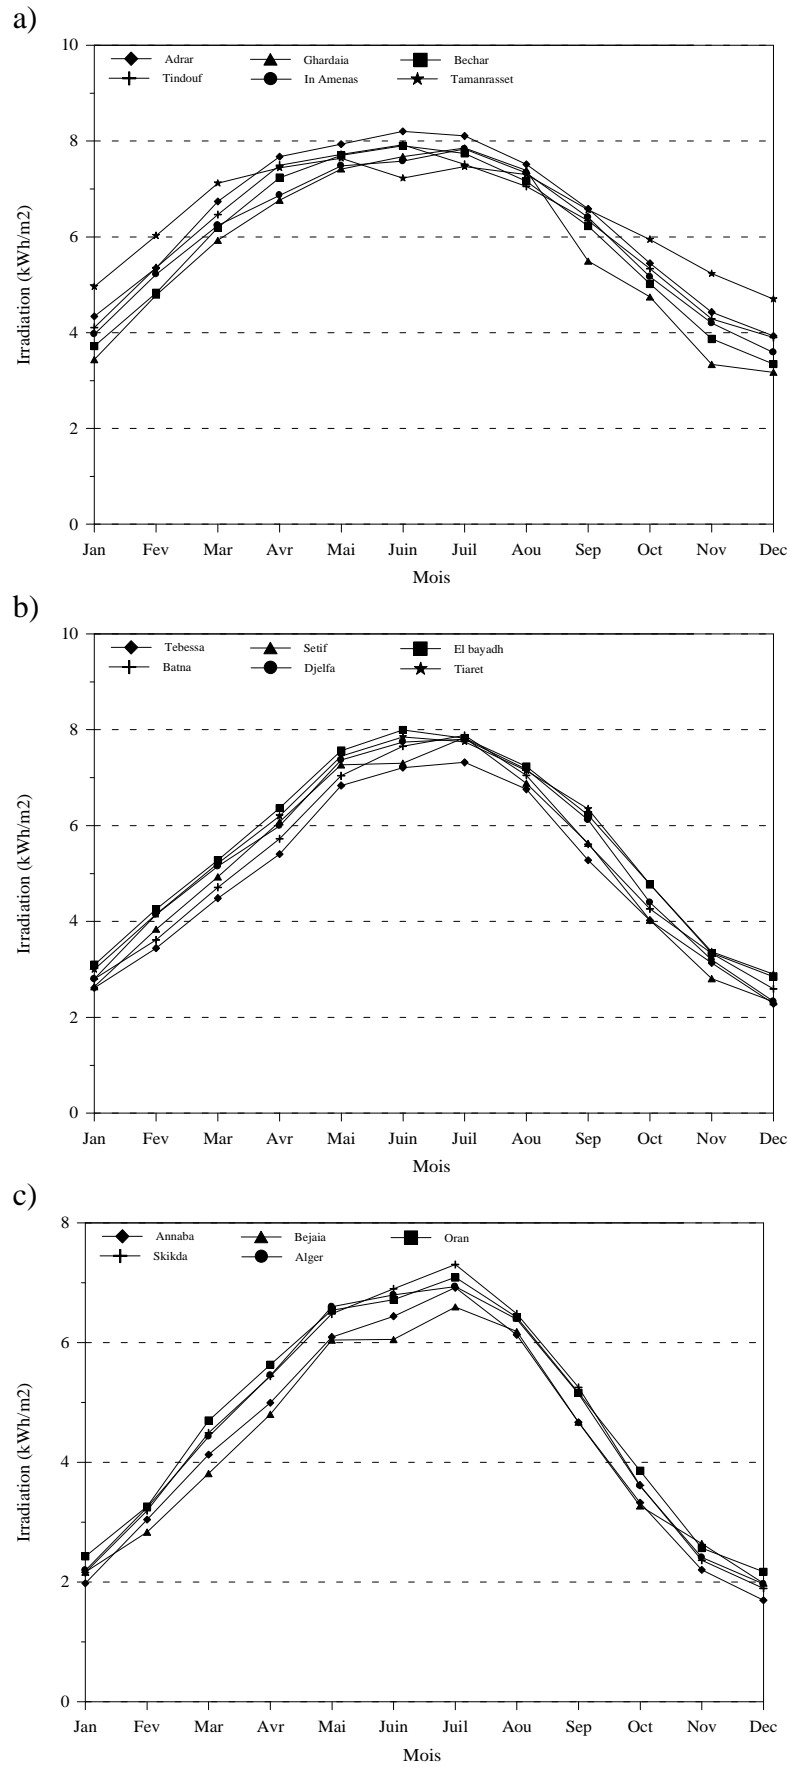 a)
10
8
6
4
2
0
Irradiation (kWh/m2)
Adrar Ghardaia Bechar
Tindouf In Amenas Tamanrasset
Jan Fev Mar Avr Mai Juin Juil Aou Sep Oct Nov Dec
Mois
b)
10
8
6
4
2
0
Irradiation (kWh/m2)
Tebessa Setif El bayadh
Batna Djelfa Tiaret
Jan Fev Mar Avr Mai Juin Juil Aou Sep Oct Nov Dec
Mois
c)
8
6
4
2
0
Irradiation (kWh/m2)
Annaba Bejaia Oran
Skikda Alger
Jan Fev Mar Avr Mai Juin Juil Aou Sep Oct Nov Dec
Mois